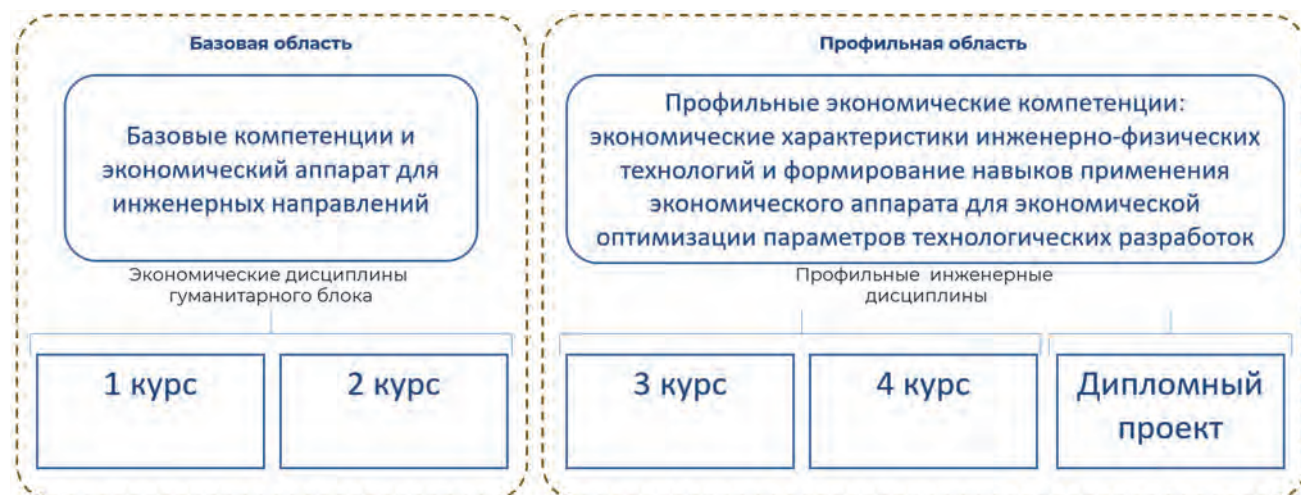 Базовая область
Базовые компетенции и
экономический аппарат для
инженерных направлений
Экономические дисциплины
гуманитарного блока
1 курс
2 курс
Профильная область
Профильные экономические компетенции:
экономические характеристики инженерно-физических
технологий и формирование навыков применения
экономического аппарата для экономической
оптимизации параметров технологических разработок
Профильные инженерные
дисциплины
3 курс
4 курс
Дипломный
проект